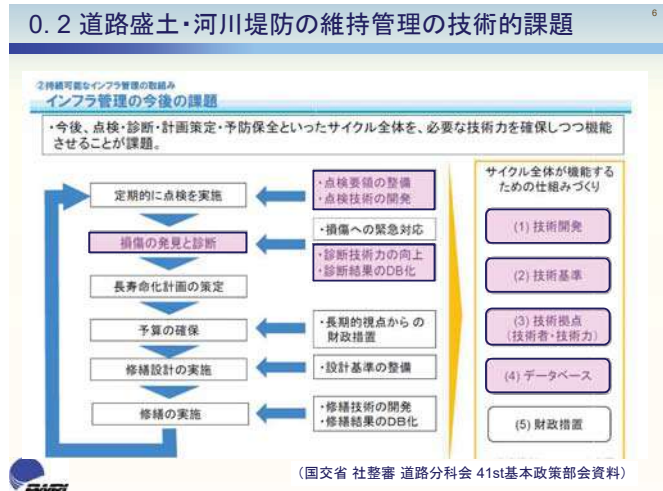 0. 2 道路盛土・河川堤防の維持管理の技術的課題
6
②持続可能なインフラ管理の取組み
インフラ管理の今後の課題
・今後、点検・診断・計画策定・予防保全といったサイクル全体を、必要な技術力を確保しつつ機能
させることが課題。
定期的に点検を実施
・点検要領の整備
・点検技術の開発
損傷の発見と診断
・損傷への緊急対応
・診断技術力の向上
・診断結果のDB化
長寿命化計画の策定
予算の確保
・長期的視点からの
財政措置
修繕設計の実施
・設計基準の整備
修繕の実施
・修繕技術の開発
・修繕結果のDB化
サイクル全体が機能する
ための仕組みづくり
(1) 技術開発
(2) 技術基準
(3) 技術拠点
(技術者・技術力)
(4) データベース
(5) 財政措置
(国交省 社整審 道路分科会 41st基本政策部会資料)